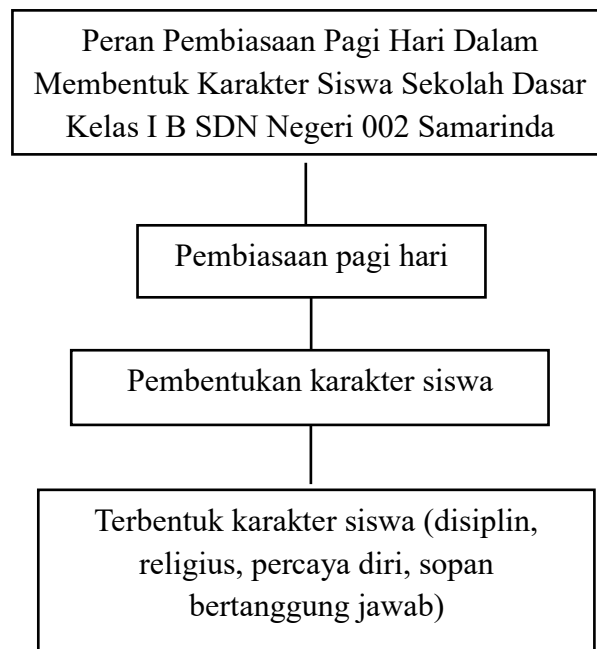 Peran Pembiasaan Pagi Hari Dalam
Membentuk Karakter Siswa Sekolah Dasar
Kelas I B SDN Negeri 002 Samarinda
Pembiasaan pagi hari
Pembentukan karakter siswa
Terbentuk karakter siswa (disiplin,
religius, percaya diri, sopan
bertanggung jawab)